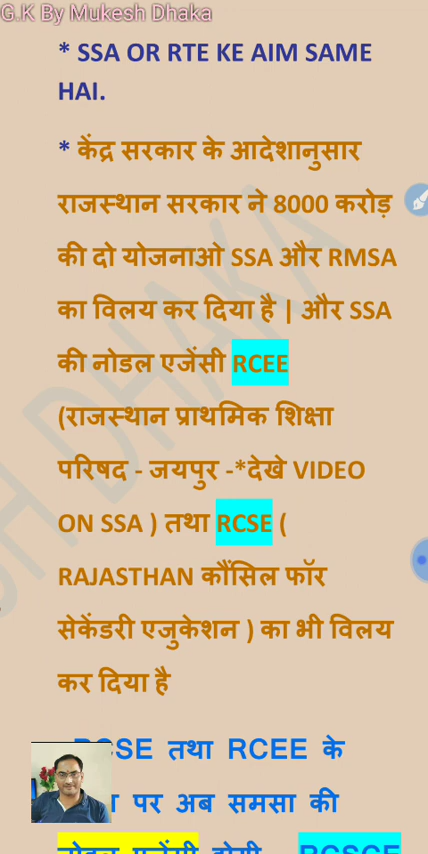 G.K By Mukesh Dhaka
* SSA OR RTE KE AIM SAME
HAI.
* केंद्र सरकार के आदेशानुसार
राजस्थान सरकार ने 8000 करोड़
की दो योजनाओ SSA और RMSA
का विलय कर दिया है | और SSA
की नोडल एजेंसी RCEE
(राजस्थान प्राथमिक शिक्षा
परिषद - जयपुर -*देखे VIDEO
ON SSA ) तथा RCSE (
RAJASTHAN कौंसिल फॉर
सेकेंडरी एजुकेशन ) का भी विलय
कर दिया है
तथा RCEE के
पर अब समसा की